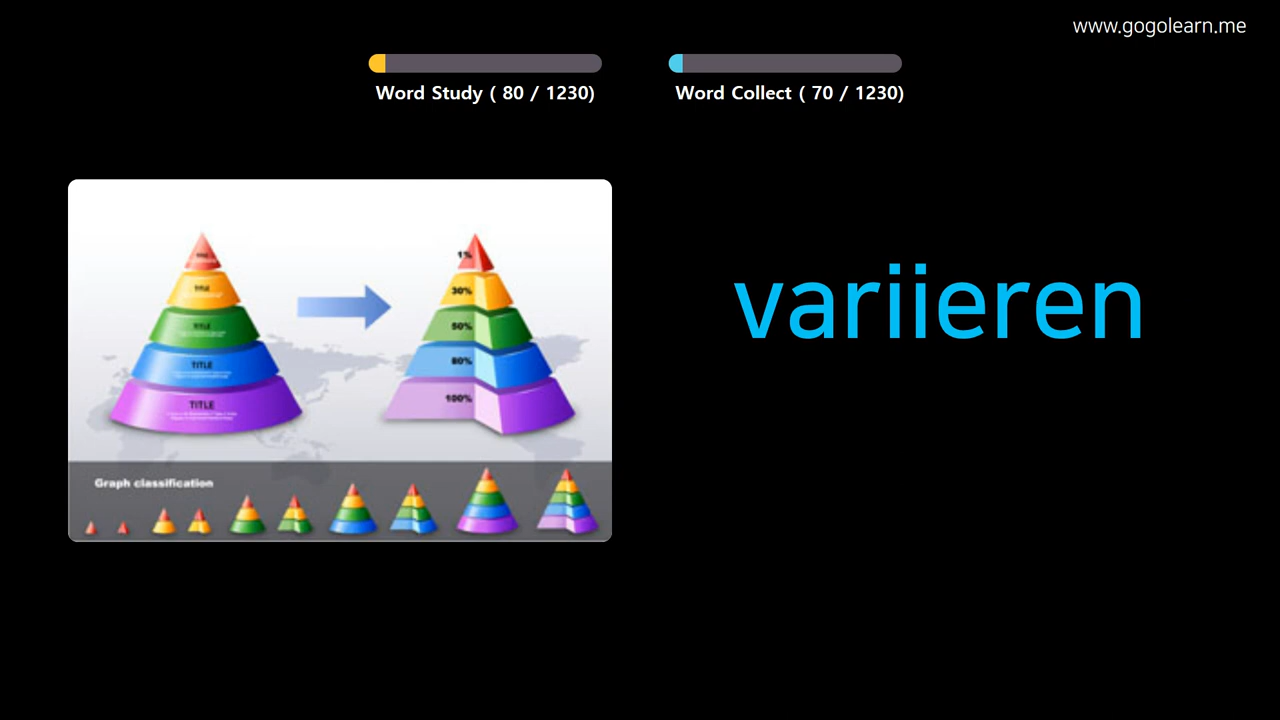 www.gogolearn.me
Word Study ( 80 / 1230)
Word Collect ( 70 / 1230)
variieren
TITLE
TITLE
TITLE
TITLE
1%
30%
50%
80%
100%
Graph classification